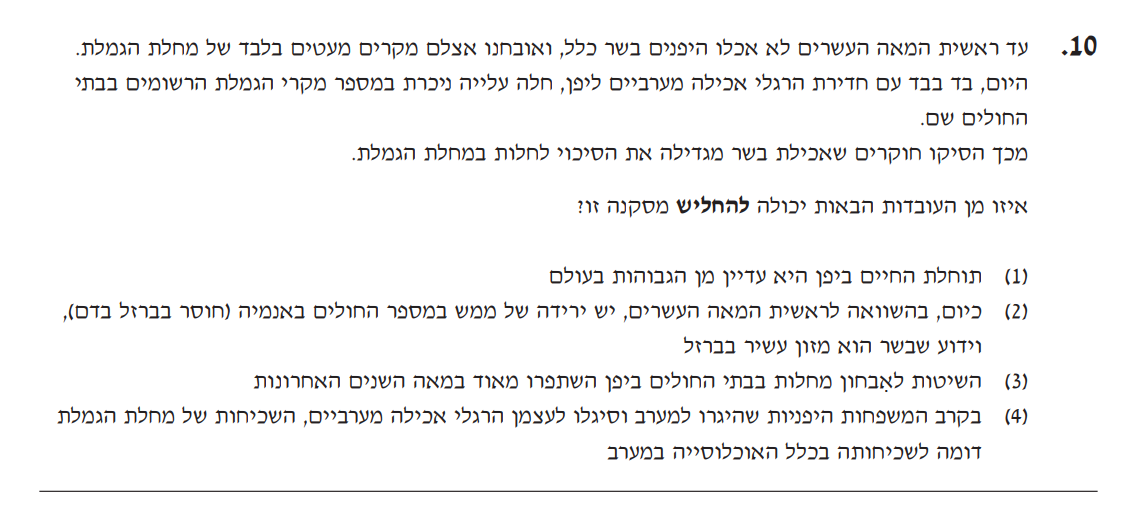 10. עד ראשית המאה העשרים לא אכלו היפנים בשר כלל, ואובחנו אצלם מקרים מעטים בלבד של מחלת הגמלת.
היום, בד בבד עם חדירת הרגלי אכילה מערביים ליפן, חלה עלייה ניכרת במספר מקרי הגמלת הרשומים בבתי
החולים שם.
מכך הסיקו חוקרים שאכילת בשר מגדילה את הסיכוי לחלות במחלת הגמלת.
איזו מן העובדות הבאות יכולה להחליש מסקנה זו?
(1) תוחלת החיים ביפן היא עדיין מן הגבוהות בעולם
(2) כיום, בהשוואה לראשית המאה העשרים, יש ירידה של ממש במספר החולים באנמיה (חוסר בברזל בדם),
וידוע שבשר הוא מזון עשיר בברזל
(3) השיטות לאִבחון מחלות בבתי החולים ביפן השתפרו מאוד במאה השנים האחרונות
(4) בקרב המשפחות היפניות שהיגרו למערב וסיגלו לעצמן הרגלי אכילה מערביים, השכיחות של מחלת הגמלת
דומה לשכיחותה בכלל האוכלוסייה במערב